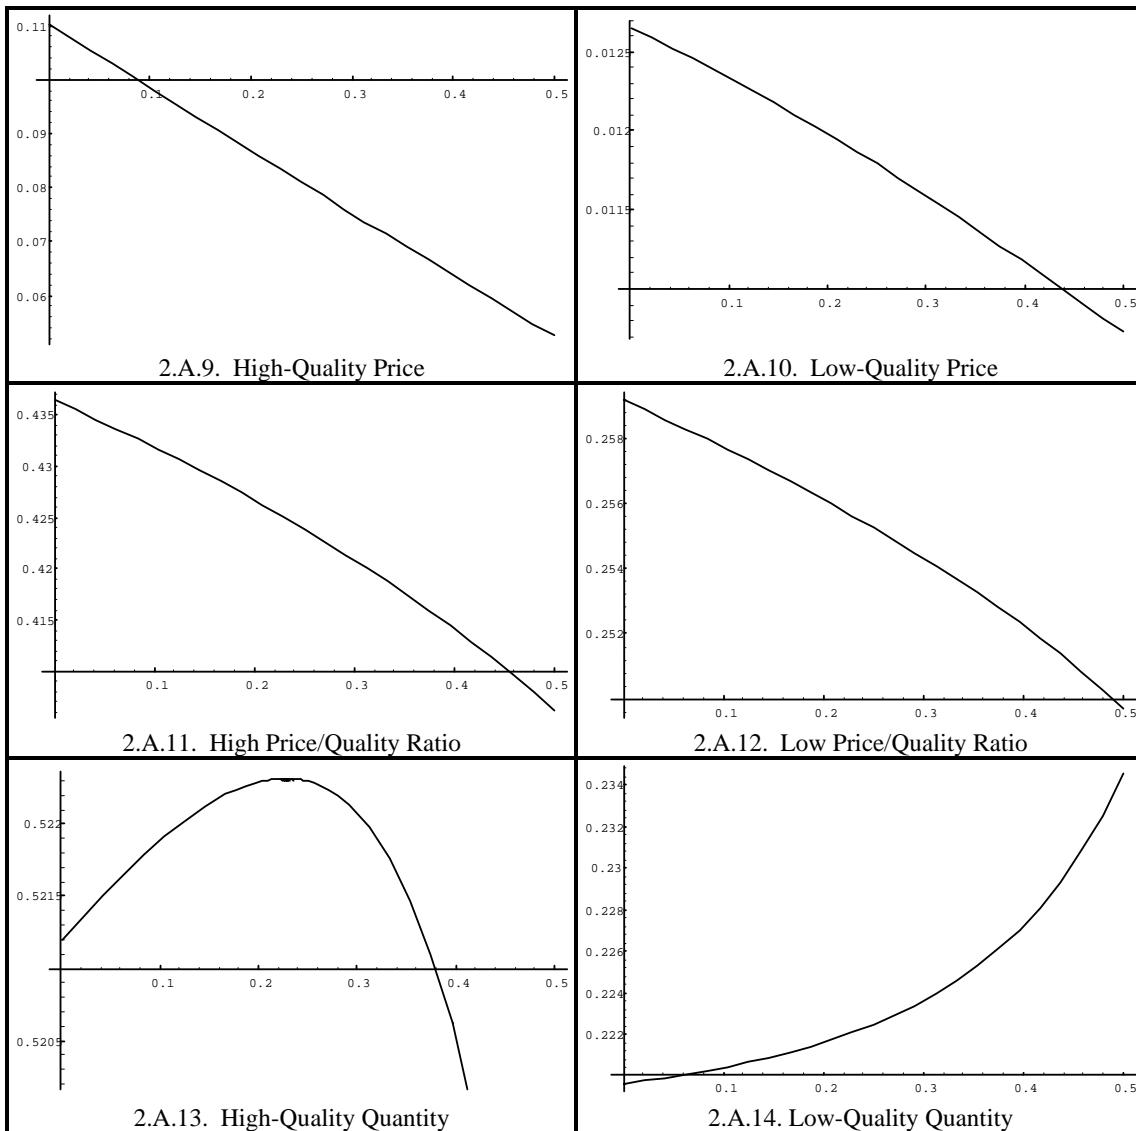 0.11
0.1 0.2 0.3 0.4 0.5
0.09
0.08
0.07
0.06
2.A.9. High-Quality Price
0.0125
0.012
0.0115
0.1 0.2 0.3 0.4 0.5
2.A.10. Low-Quality Price
0.435
0.43
0.425
0.42
0.415
0.1 0.2 0.3 0.4 0.5
2.A.11. High Price/Quality Ratio
0.258
0.256
0.254
0.252
0.1 0.2 0.3 0.4 0.5
2.A.12. Low Price/Quality Ratio
0.522
0.5215
0.1 0.2 0.3 0.4 0.5
0.5205
2.A.13. High-Quality Quantity
0.234
0.232
0.23
0.228
0.226
0.224
0.222
0.1 0.2 0.3 0.4 0.5
2.A.14. Low-Quality Quantity